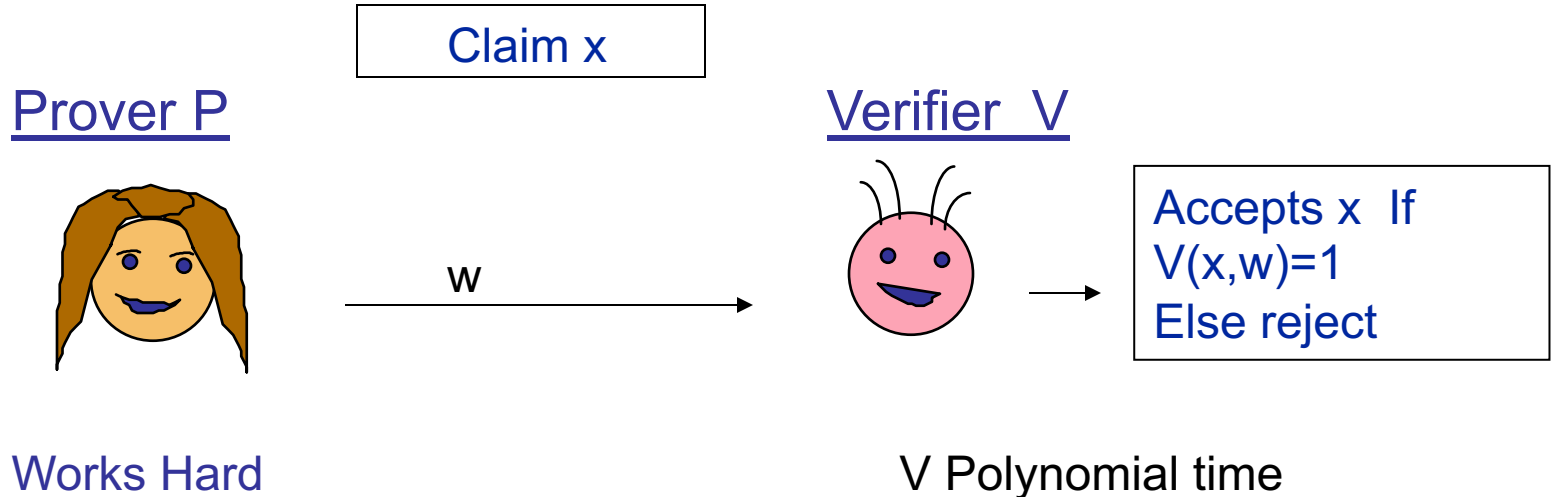 Claim x
Prover P
Verifier V
w
Accepts x If
V(x,w)=1
Else reject
Works Hard
V Polynomial time